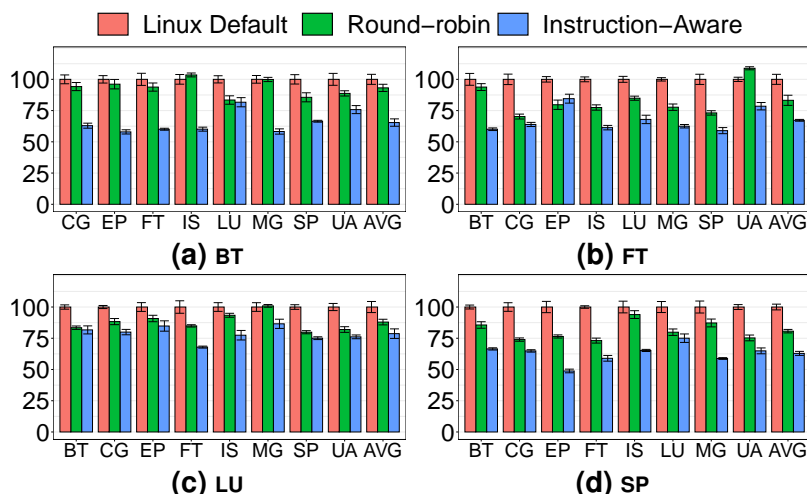 Linux Default Round-robin Instruction-Aware
100
75
50
25
0
CG EP FT IS LU MG SP UA AVG
(a) BT
100
75
50
25
0
BT CG EP IS LU MG SP UA AVG
(b) FT
100
75
50
25
0
BT CG EP FT IS MG SP UA AVG
(c) LU
100
75
50
25
0
BT CG EP FT IS LU MG UA AVG
(d) SP